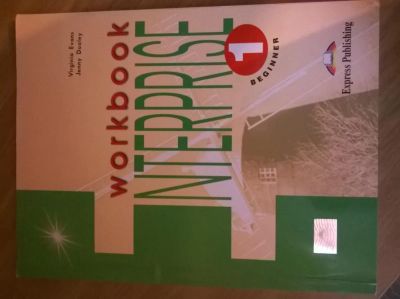 Virginia Evans
Jenny Dooley
workbook
ENTERPRISE
1
BEGINNER
Express Publishing